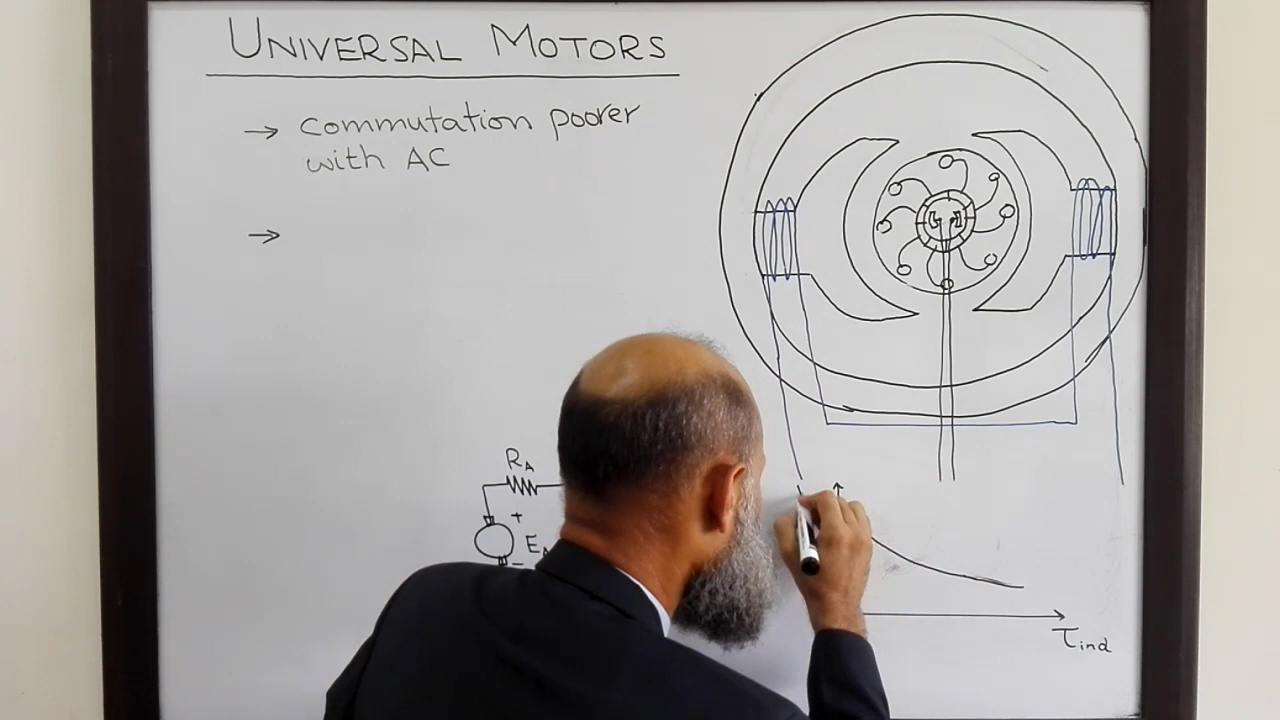 UNIVERSAL MOTORS
→ commutation poorer
with AC
→
RA
+
EA
−
τind